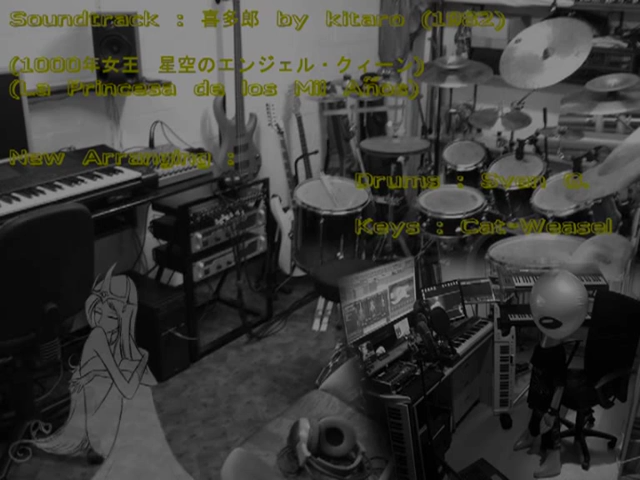 Soundtrack : 喜多郎 by kitaro (1982)
(1000年女王 星空のエンジェル・クィーン)
(La Princesa de los Mil Años)
New Arranging :
Drums : Sven G.
Keys : Cat-Weasel